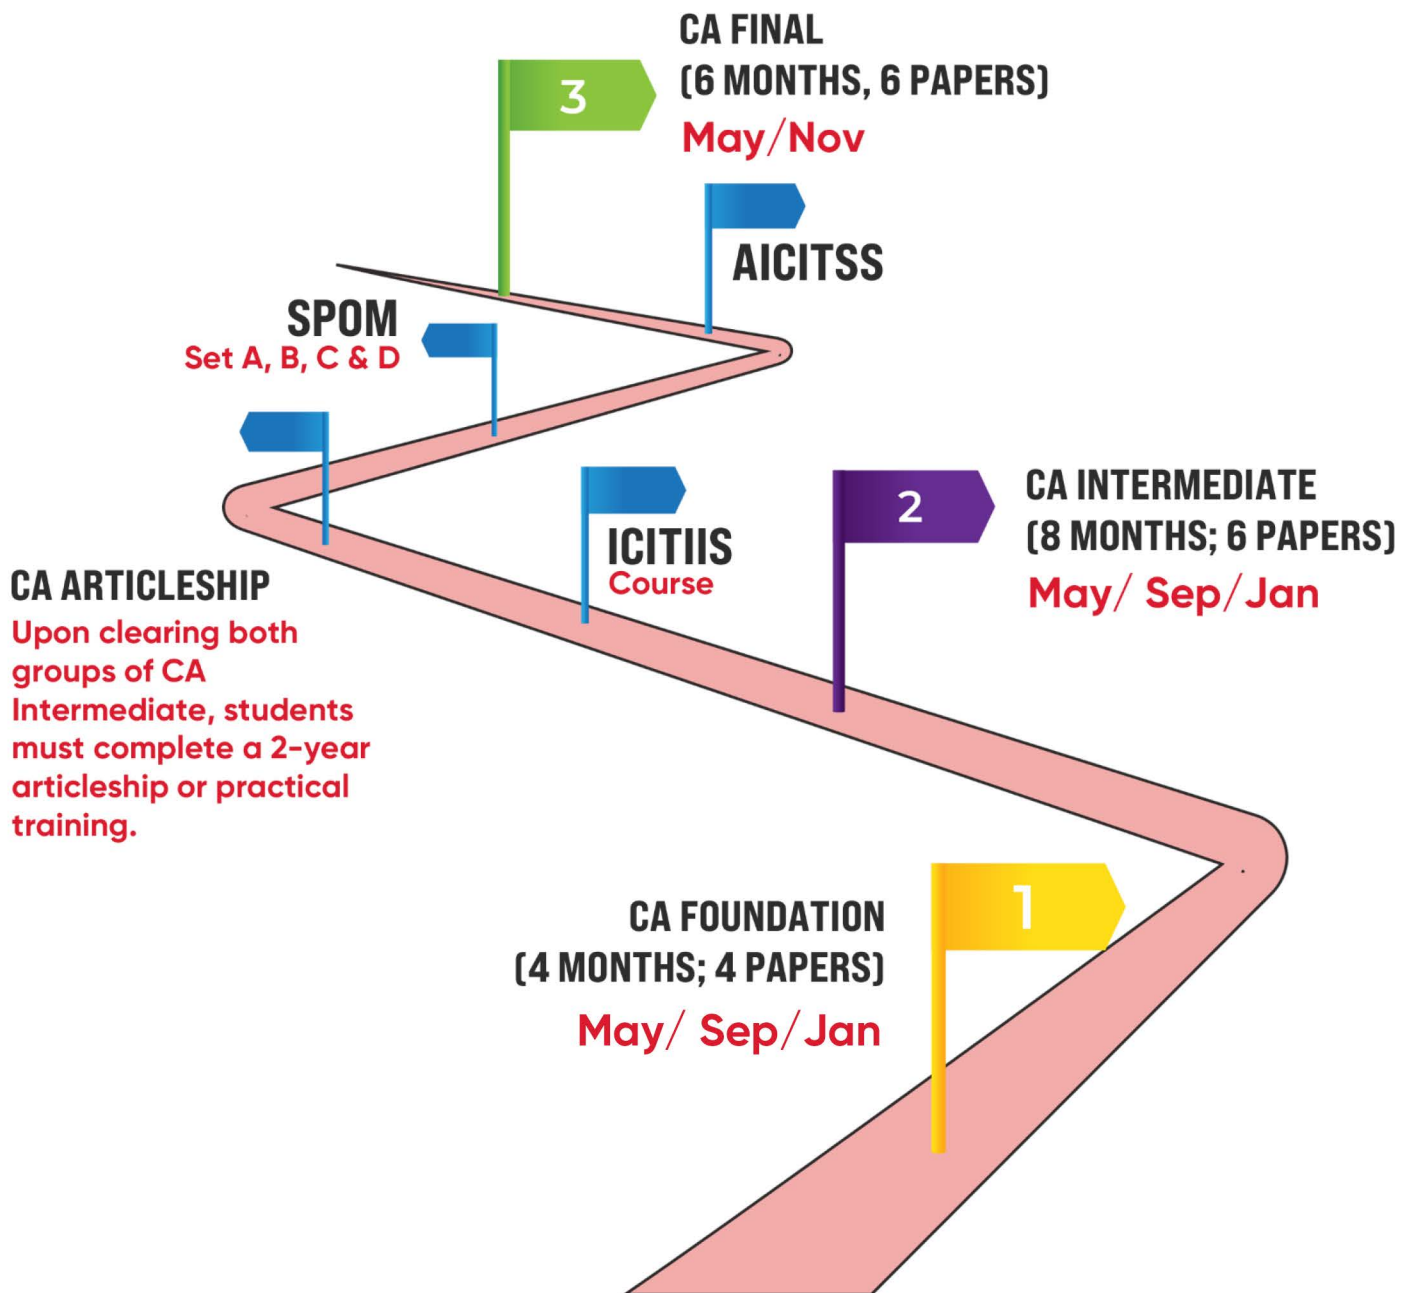 CA FINAL
(6 MONTHS, 6 PAPERS)
May/Nov
3
AICITSS
SPOM
Set A, B, C & D
ICITIIS
Course
2
CA INTERMEDIATE
(8 MONTHS; 6 PAPERS)
May/ Sep/Jan
CA ARTICLESHIP
Upon clearing both
groups of CA
Intermediate, students
must complete a 2-year
articleship or practical
training.
1
CA FOUNDATION
(4 MONTHS; 4 PAPERS)
May/ Sep/Jan